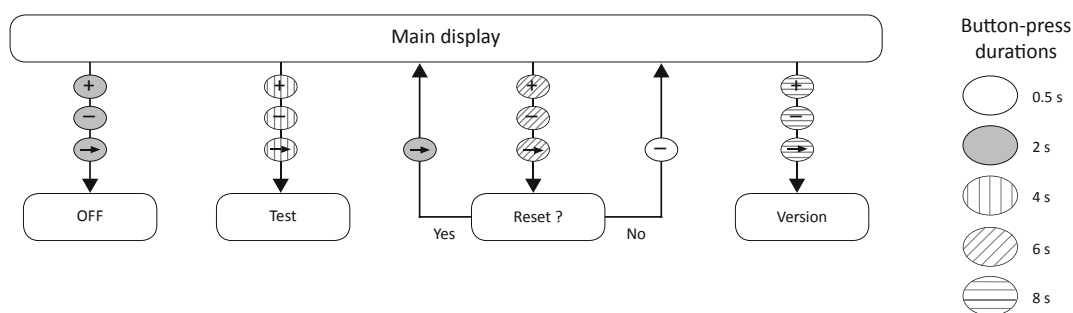 Main display
Button-press
durations
+ + + +
− − − −
→ → → − →
0.5 s
2 s
4 s
6 s
8 s
OFF
Test
Reset ?
Version
Yes
No